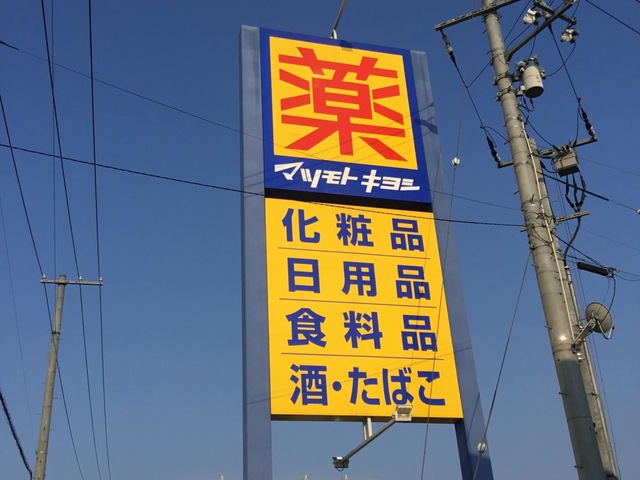 薬
マツモトキヨシ
化粧品
日用品
食料品
酒・たばこ